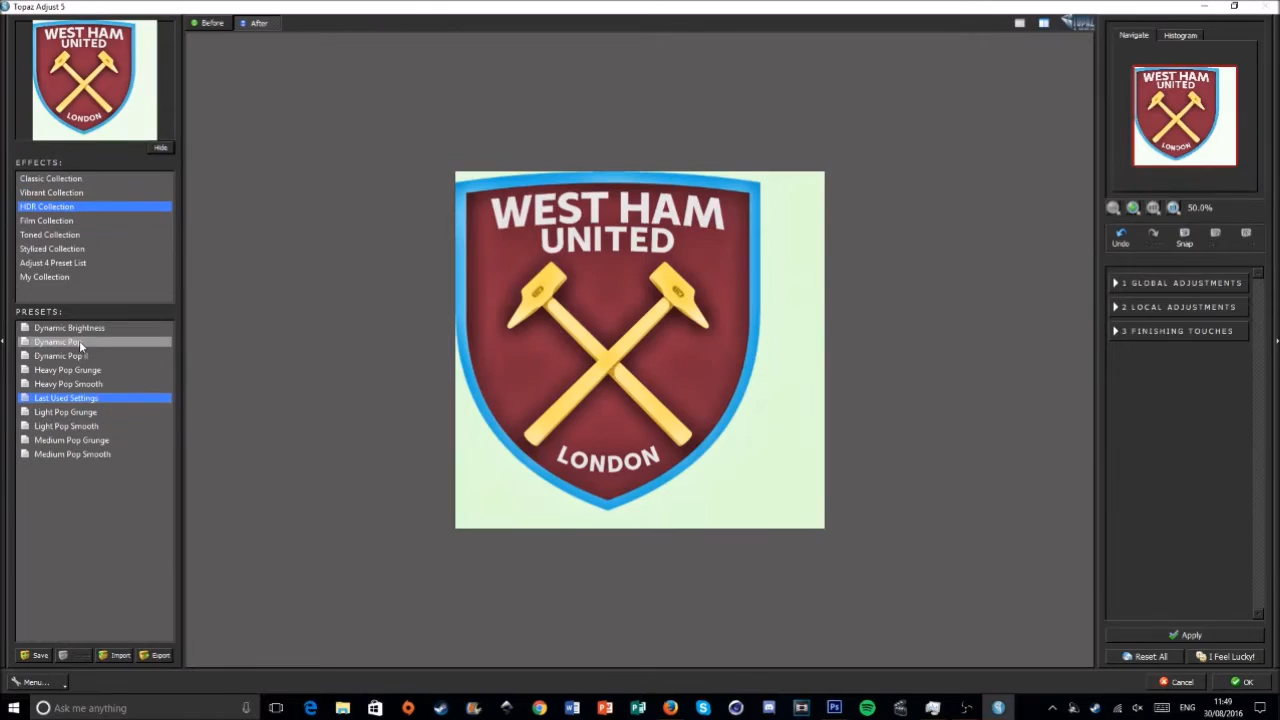 Topaz Adjust 5
Before
After
WEST HAM
UNITED
LONDON
Hide
EFFECTS:
Classic Collection
Vibrant Collection
HDR Collection
Film Collection
Toned Collection
Stylized Collection
Adjust 4 Preset List
My Collection
PRESETS:
Dynamic Brightness
Dynamic Pop
Dynamic Pop II
Heavy Pop Grunge
Heavy Pop Smooth
Last Used Settings
Light Pop Grunge
Light Pop Smooth
Medium Pop Grunge
Medium Pop Smooth
Save
Import
Export
Menu...
WEST HAM
UNITED
LONDON
TOPAZ
Navigate
Histogram
WEST HAM
UNITED
LONDON
50.0%
Undo
Snap
1 GLOBAL ADJUSTMENTS
2 LOCAL ADJUSTMENTS
3 FINISHING TOUCHES
Apply
Reset All
I Feel Lucky!
Cancel
OK
Ask me anything
ENG
11:49
30/08/2016